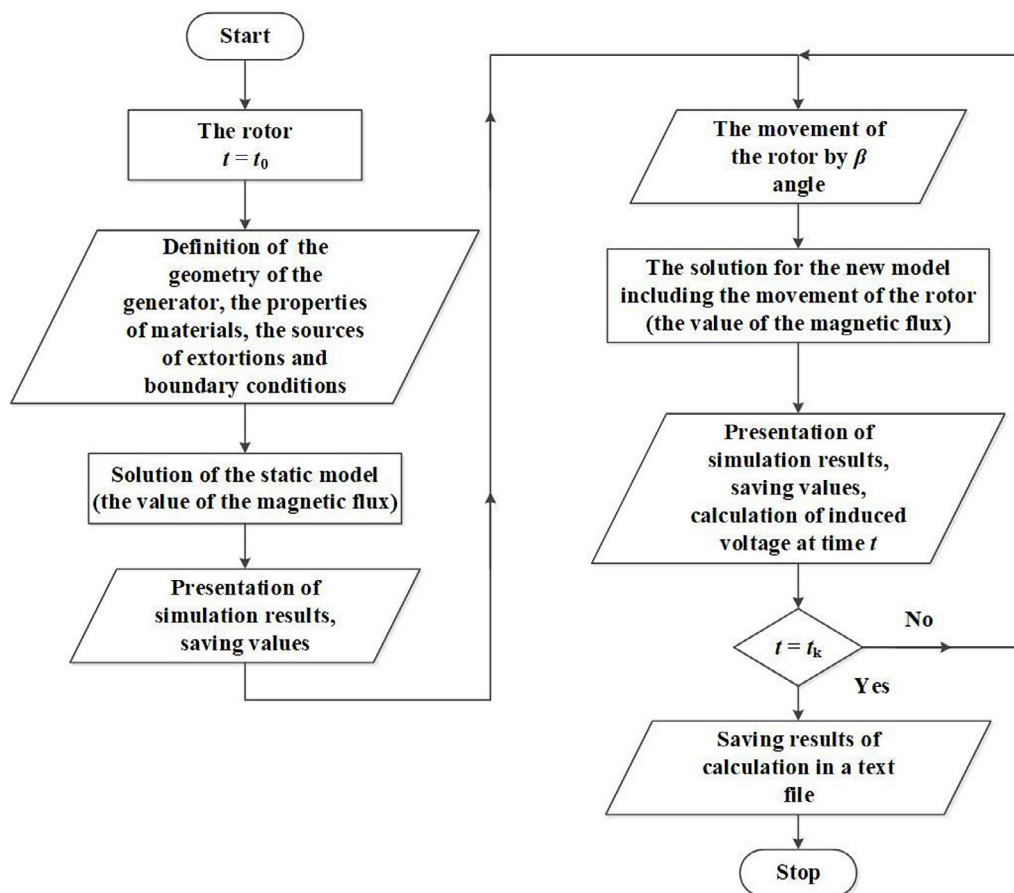 Start
The rotor
t = t0
Definition of the
geometry of the
generator, the properties
of materials, the sources
of extortions and
boundary conditions
Solution of the static model
(the value of the magnetic flux)
Presentation of
simulation results,
saving values
The movement of
the rotor by β
angle
The solution for the new model
including the movement of the rotor
(the value of the magnetic flux)
Presentation of
simulation results,
saving values,
calculation of induced
voltage at time t
t = tk
No
Yes
Saving results of
calculation in a text
file
Stop